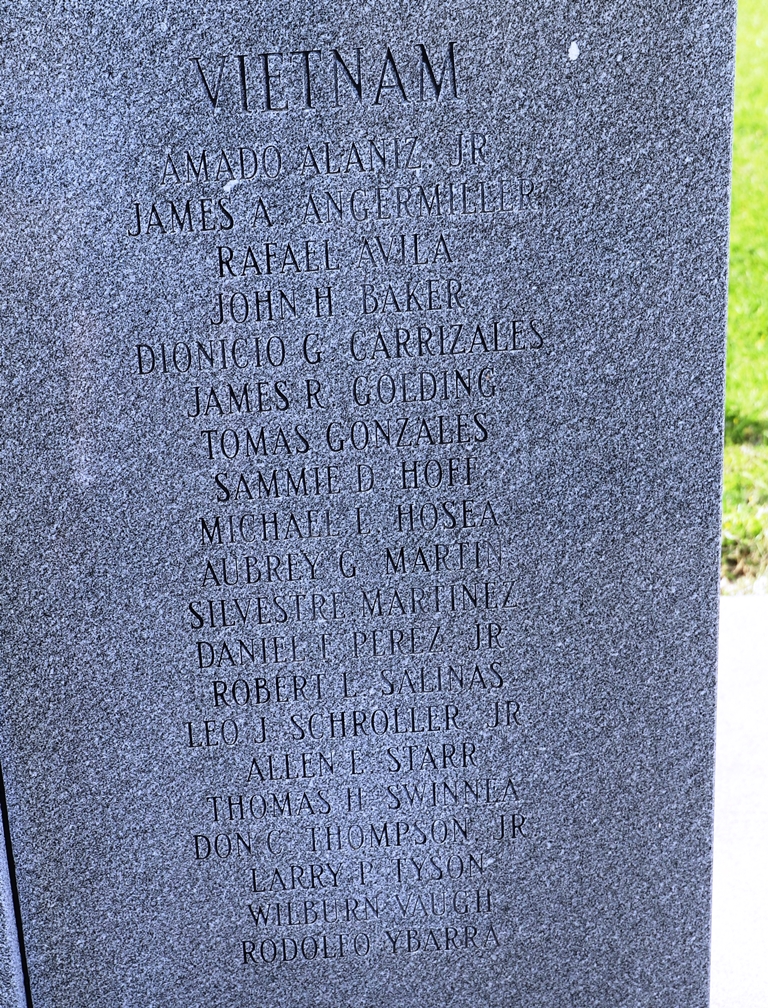 VIETNAM
AMADO ALANIZ, JR.
JAMES A. ANGERMILLER
RAFAEL AVILA
JOHN H. BAKER
DIONICIO G. CARRIZALES
JAMES R. GOLDING
TOMAS GONZALES
SAMMIE D. HOFF
MICHAEL L. HOSEA
AUBREY G. MARTIN
SILVESTRE MARTINEZ
DANIEL F. PEREZ, JR.
ROBERT L. SALINAS
LEO J. SCHROLLER, JR.
ALLEN E. STARR
THOMAS H. SWINNEA
DON C. THOMPSON, JR.
LARRY P. TYSON
WILBURN VAUGH
RODOLFO YBARRA